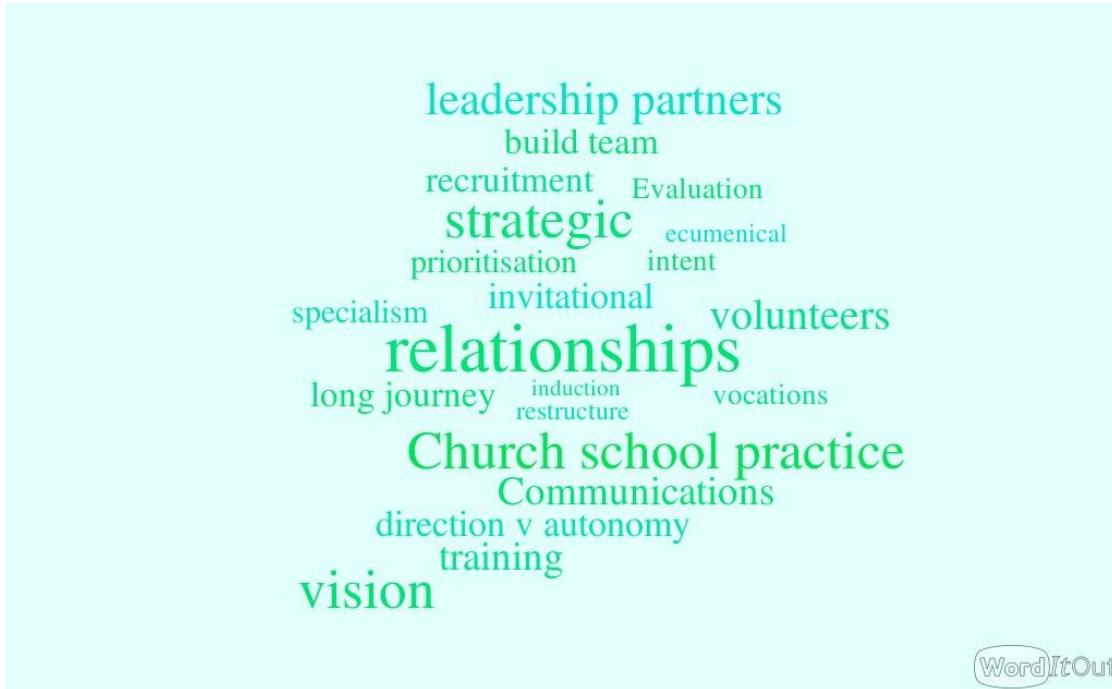 leadership partners
build team
recruitment Evaluation
strategic
ecumenical
prioritisation intent
invitational
specialism volunteers
relationships
long journey induction vocations
restructure
Church school practice
Communications
direction v autonomy
training
vision
WordItOut